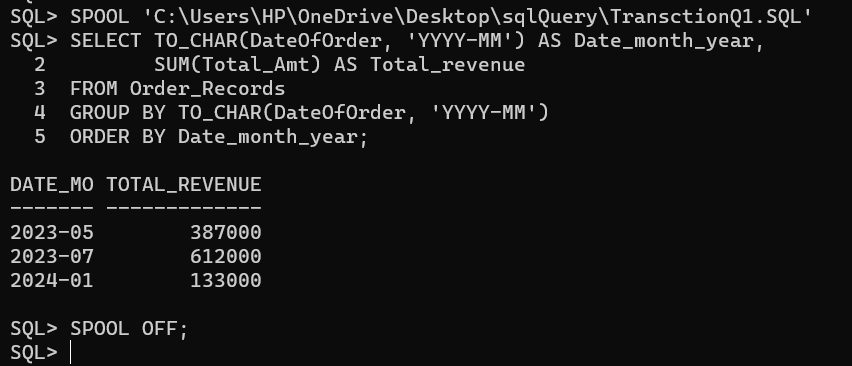 SQL> SPOOL 'C:\Users\HP\OneDrive\Desktop\sqlQuery\TransctionQ1.SQL'
SQL> SELECT TO_CHAR(DateOfOrder, 'YYYY-MM') AS Date_month_year,
  2         SUM(Total_Amt) AS Total_revenue
  3  FROM Order_Records
  4  GROUP BY TO_CHAR(DateOfOrder, 'YYYY-MM')
  5  ORDER BY Date_month_year;
DATE_MO TOTAL_REVENUE
------- -------------
2023-05        387000
2023-07        612000
2024-01        133000
SQL> SPOOL OFF;
SQL>